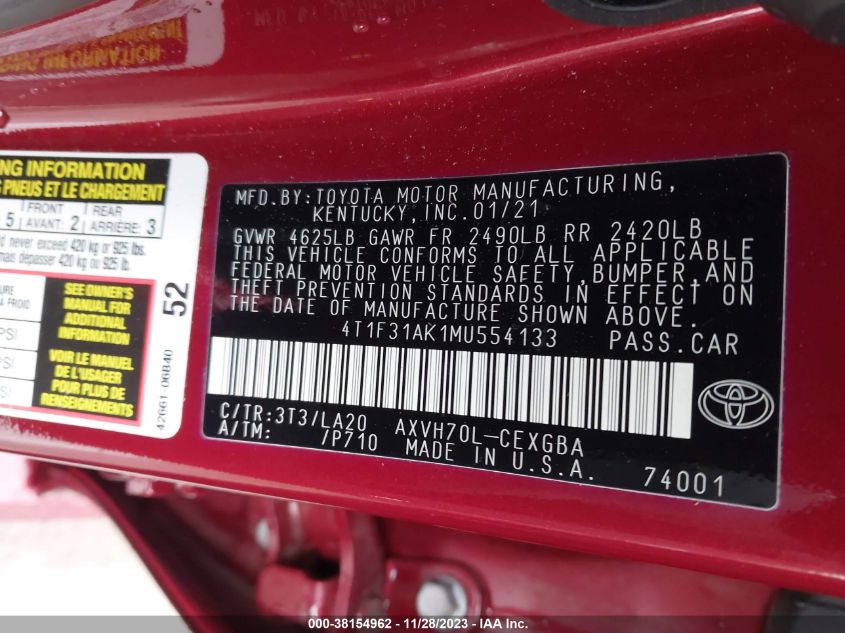 NG INFORMATION
S PNEUS ET LE CHARGEMENT
5 FRONT AVANT: 2 REAR ARRIÈRE: 3
d never exceed 420 kg or 925 lbs.
mais dépasser 420 kg ou 925 lb.
SEE OWNER'S
MANUAL FOR
ADDITIONAL
INFORMATION
VOIR LE MANUEL
DE L'USAGER
POUR PLUS DE
RENSEIGNEMENTS
52
42661-06B40
MFD.BY:TOYOTA MOTOR MANUFACTURING,
KENTUCKY,INC.01/21
GVWR 4625LB GAWR FR 2490LB RR 2420LB
THIS VEHICLE CONFORMS TO ALL APPLICABLE
FEDERAL MOTOR VEHICLE SAFETY,BUMPER,AND
THEFT PREVENTION STANDARDS IN EFFECT ON
THE DATE OF MANUFACTURE SHOWN ABOVE.
4T1F31AK1MU554133 PASS.CAR
C/TR:3T3/LA20 AXVH70L-CEXGBA
A/TM: /P710 MADE IN U.S.A. 74001
000-38154962 - 11/28/2023 - IAA Inc.